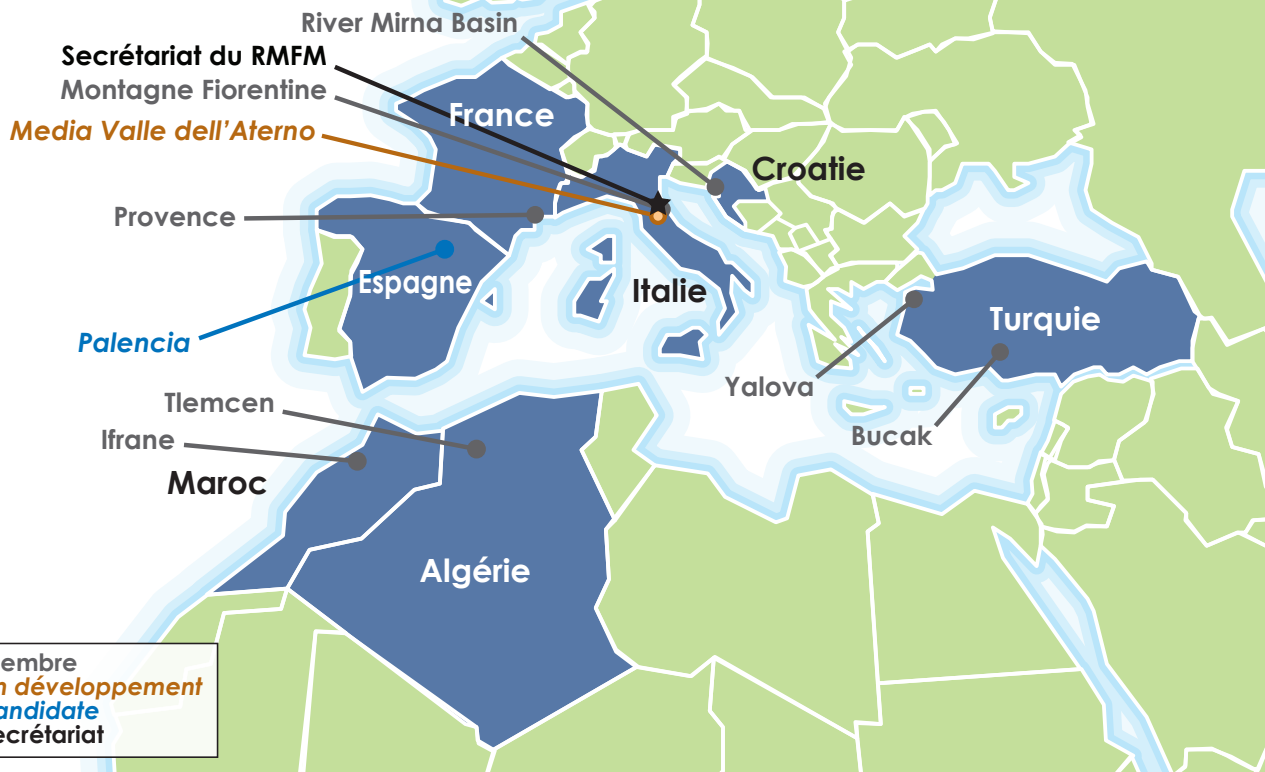 River Mirna Basin
Secrétariat du RMFM
Montagne Fiorentine
Media Valle dell'Aterno
France
Croatie
Provence
Espagne
Italie
Palencia
Turquie
Yalova
Tlemcen
Ifrane
Bucak
Maroc
Algérie
embre
n développement
andidate
ecrétariat